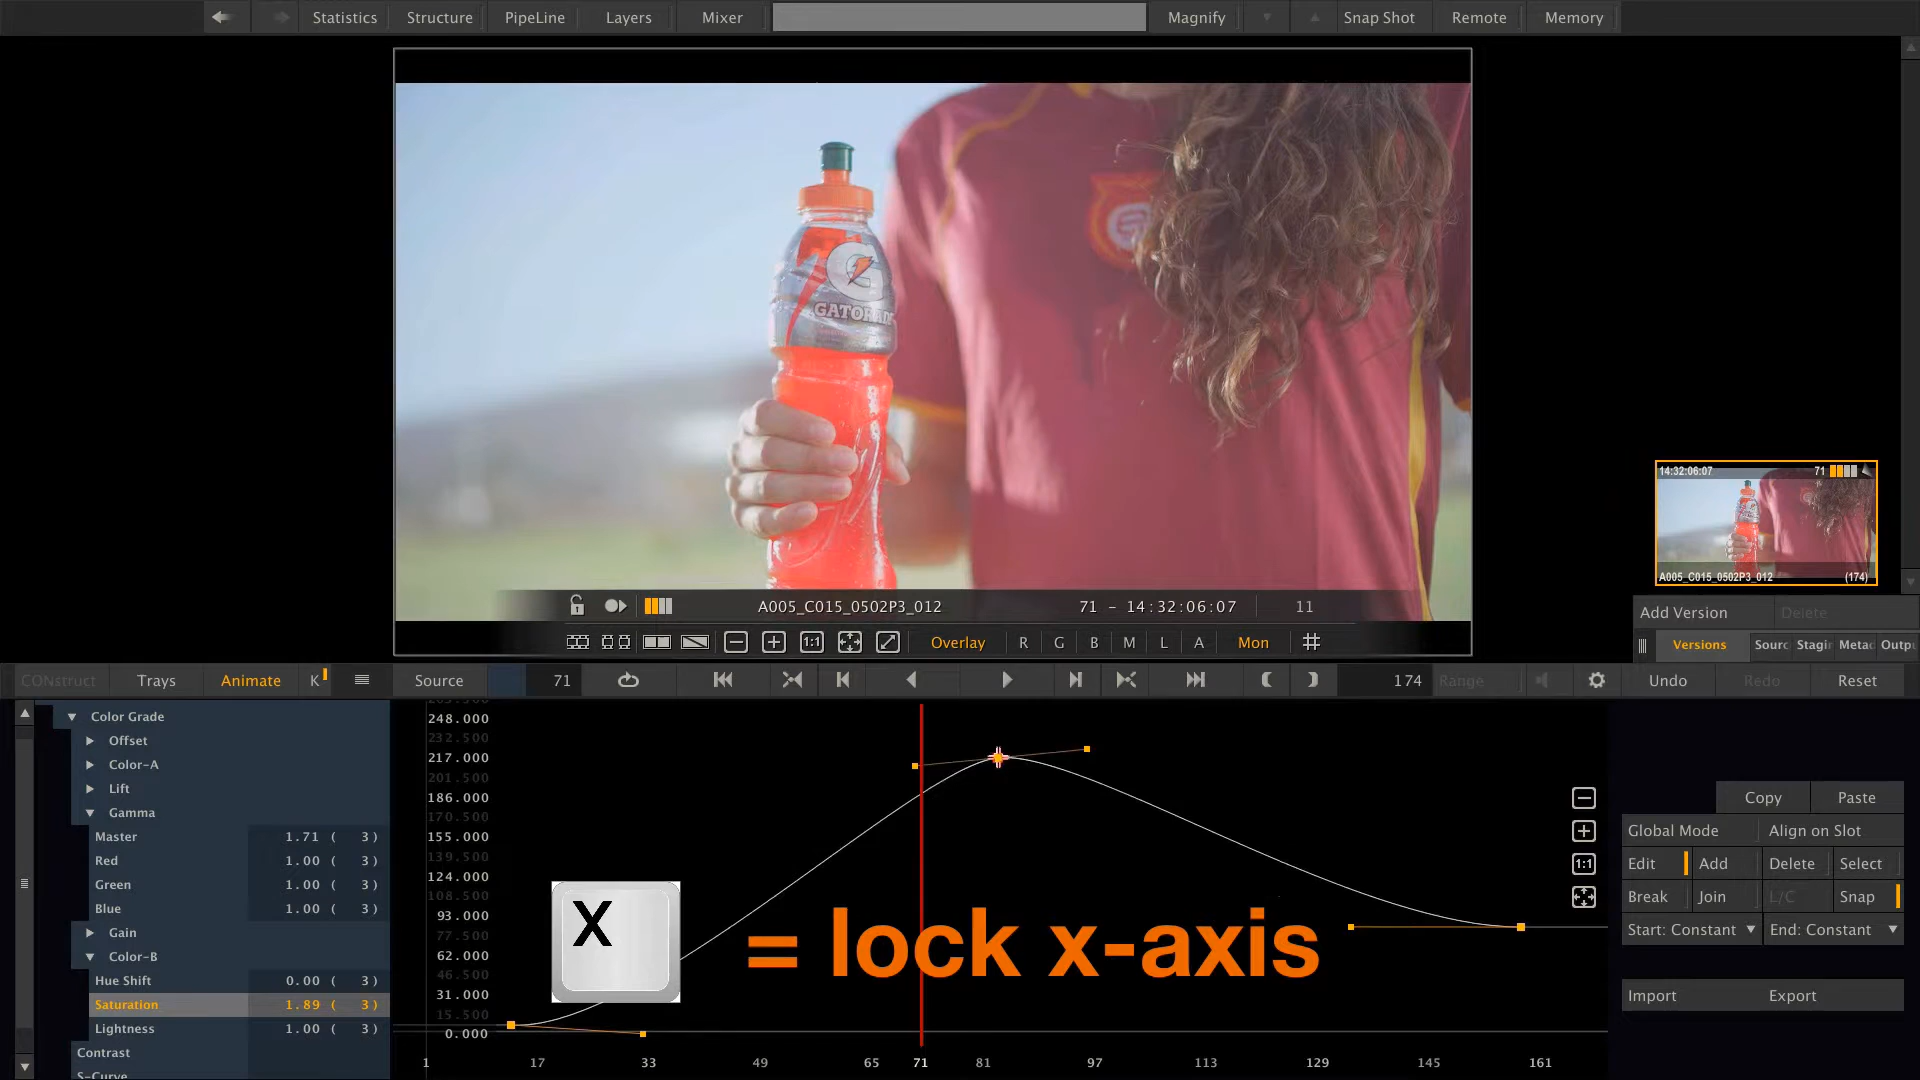 Statistics Structure PipeLine Layers Mixer Magnify Snap Shot Remote Memory
G
GATORADE
14:32:06:07 71
A005_C015_0502P3_012 (174)
A005_C015_0502P3_012 71 - 14:32:06:07 11
1:1 Overlay R G B M L A Mon
Add Version Delete
Versions Sourc Stagin Metac Outpu
COnstruct Trays Animate K Source 71 174 Range Undo Redo Reset
Color Grade
Offset
Color-A
Lift
Gamma
Master 1.71 ( 3)
Red 1.00 ( 3)
Green 1.00 ( 3)
Blue 1.00 ( 3)
Gain
Color-B
Hue Shift 0.00 ( 3)
Saturation 1.89 ( 3)
Lightness 1.00 ( 3)
Contrast
S-Curve
248.000
232.500
217.000
201.500
186.000
170.500
155.000
139.500
124.000
108.500
93.000
77.500
62.000
46.500
31.000
15.500
0.000
X = lock x-axis
1 17 33 49 65 71 81 97 113 129 145 161
1:1
Copy Paste
Global Mode Align on Slot
Edit Add Delete Select
Break Join L/C Snap
Start: Constant End: Constant
Import Export